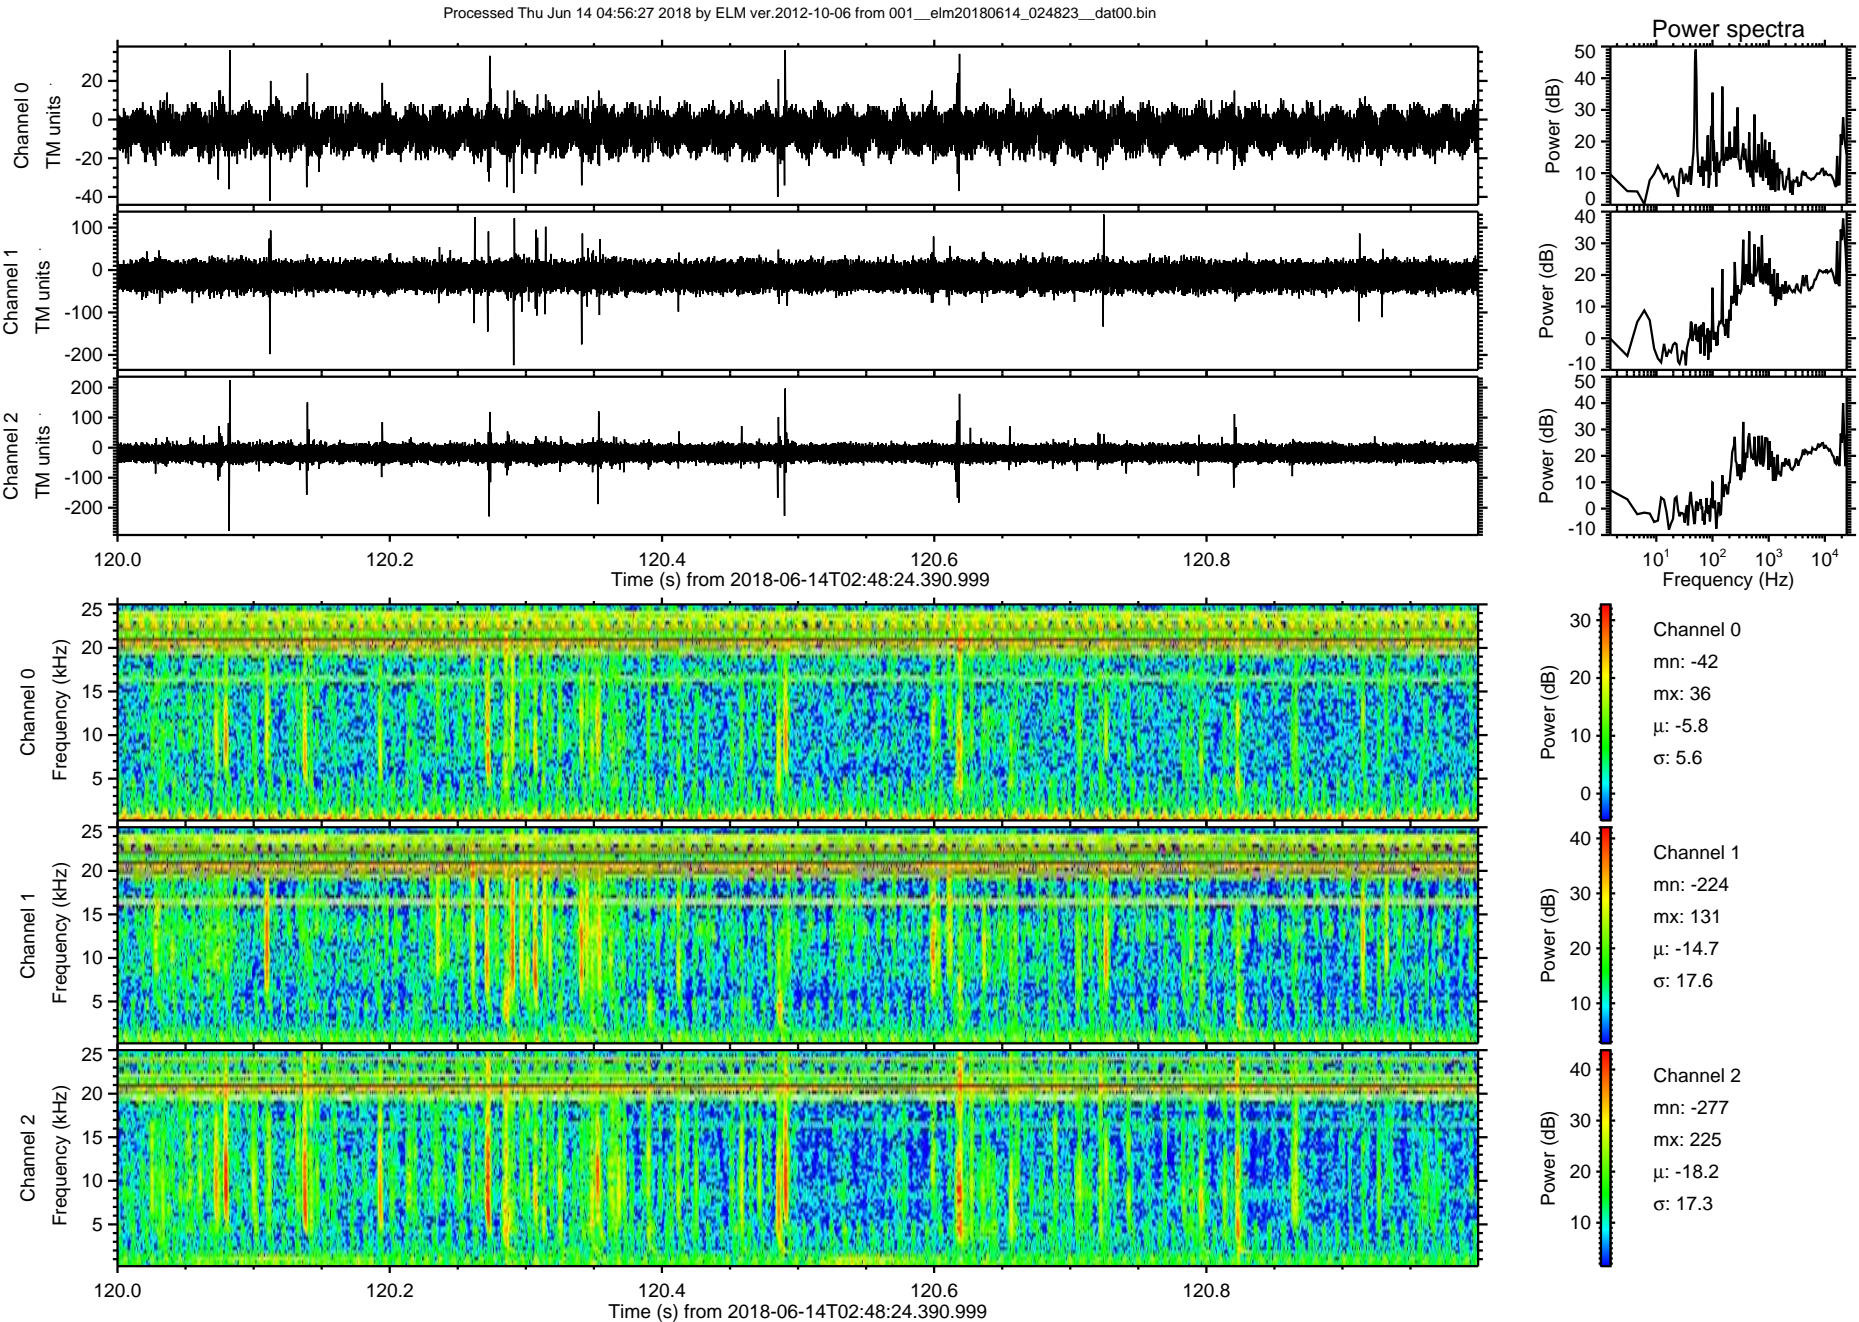 Processed Thu Jun 14 04:56:27 2018 by ELM ver.2012-10-06 from 001__elm20180614_024823__dat00.bin
Power spectra
Channel 0
TM units
20
0
-20
-40
Power (dB)
50
40
30
20
10
0
Channel 1
TM units
100
0
-100
-200
Power (dB)
40
30
20
10
0
-10
Channel 2
TM units
200
100
0
-100
-200
Power (dB)
50
40
30
20
10
0
-10
120.0 120.2 120.4 120.6 120.8
Time (s) from 2018-06-14T02:48:24.390.999
10¹ 10² 10³ 10⁴
Frequency (Hz)
Channel 0
Frequency (kHz)
25
20
15
10
5
Power (dB)
30
20
10
0
Channel 0
mn: -42
mx: 36
μ: -5.8
σ: 5.6
Channel 1
Frequency (kHz)
25
20
15
10
5
Power (dB)
40
30
20
10
Channel 1
mn: -224
mx: 131
μ: -14.7
σ: 17.6
Channel 2
Frequency (kHz)
25
20
15
10
5
Power (dB)
40
30
20
10
Channel 2
mn: -277
mx: 225
μ: -18.2
σ: 17.3
120.0 120.2 120.4 120.6 120.8
Time (s) from 2018-06-14T02:48:24.390.999